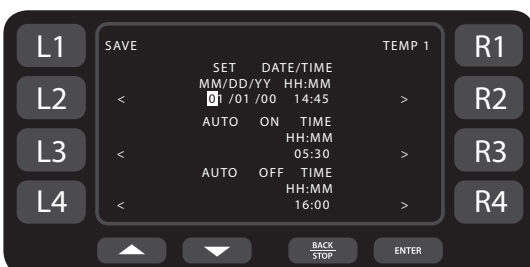 L1 SAVE TEMP 1 R1
SET DATE/TIME
MM/DD/YY HH:MM
L2 < 01 /01 /00 14:45 > R2
AUTO ON TIME
HH:MM
L3 < 05:30 > R3
AUTO OFF TIME
HH:MM
L4 < 16:00 > R4
BACK
STOP ENTER